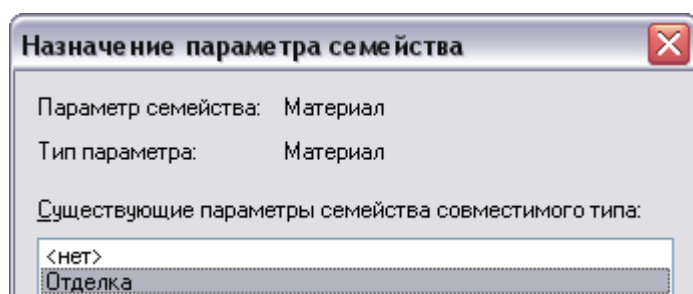 Назначение параметра семейства
Параметр семейства: Материал
Тип параметра: Материал
Существующие параметры семейства совместимого типа:
<нет>
Отделка